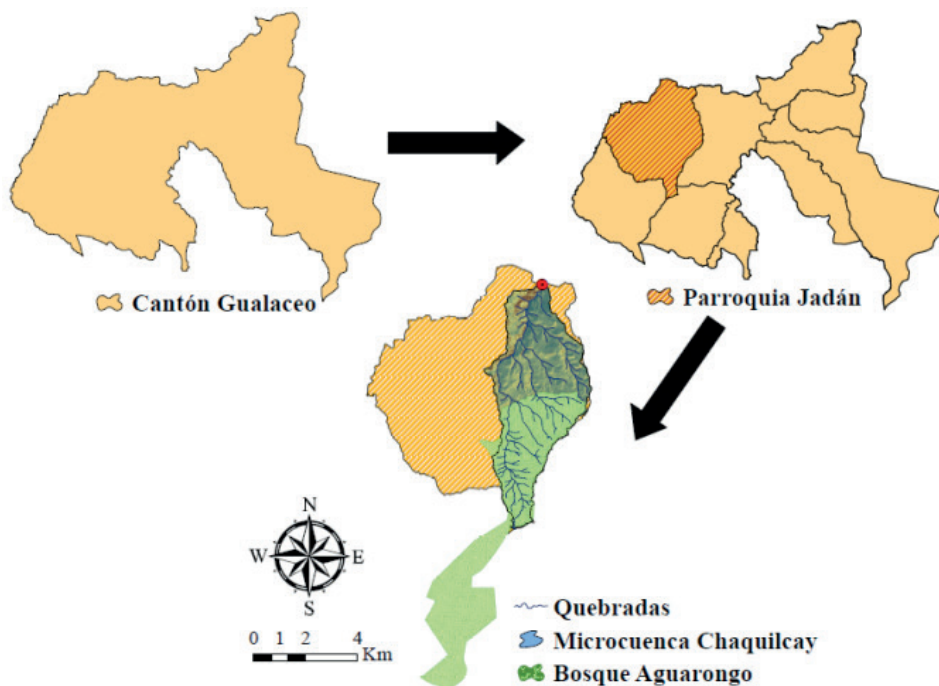 Cantón Gualaceo
Parroquia Jadán
N
W E
S
0 1 2 4
Km
Quebradas
Microcuenca Chaquilcay
Bosque Aguarongo